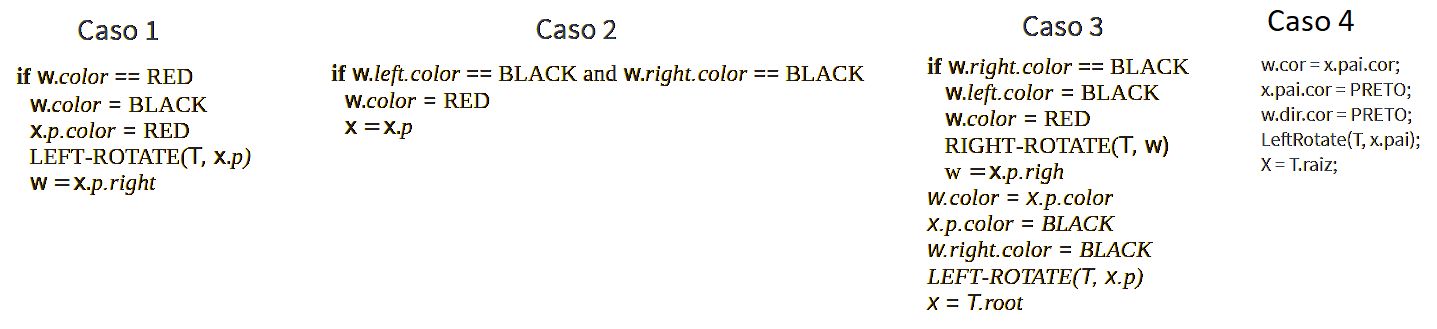 Caso 1
if w.color == RED
w.color = BLACK
x.p.color = RED
LEFT-ROTATE(T, x.p)
w = x.p.right
Caso 2
if w.left.color == BLACK and w.right.color == BLACK
w.color = RED
x = x.p
Caso 3
if w.right.color == BLACK
w.left.color = BLACK
w.color = RED
RIGHT-ROTATE(T, w)
w = x.p.righ
w.color = x.p.color
x.p.color = BLACK
w.right.color = BLACK
LEFT-ROTATE(T, x.p)
x = T.root
Caso 4
w.cor = x.pai.cor;
x.pai.cor = PRETO;
w.dir.cor = PRETO;
LeftRotate(T, x.pai);
X = T.raiz;